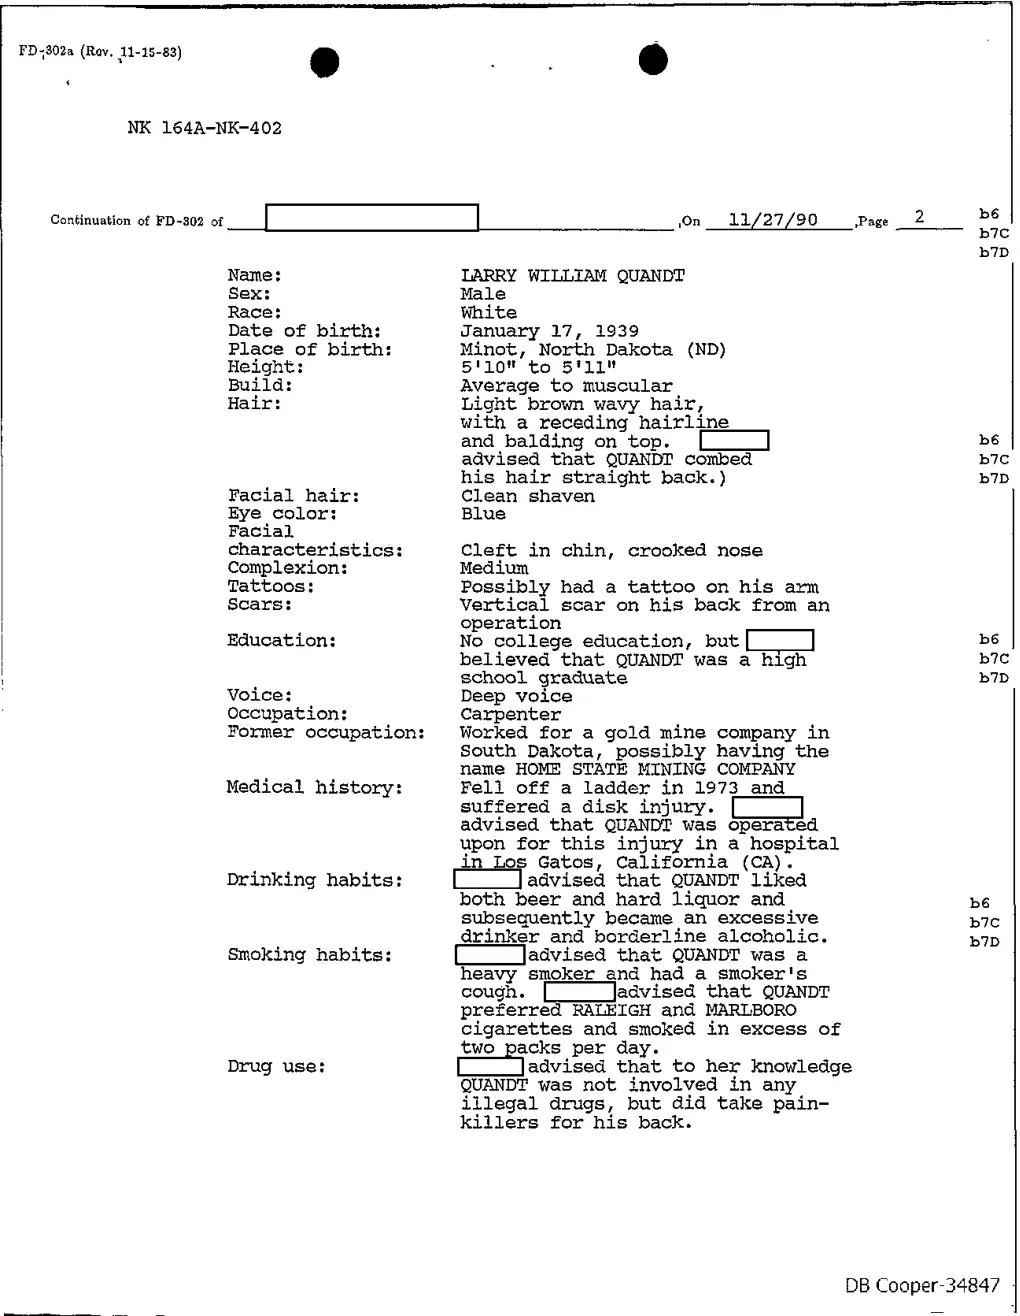 FD-302a (Rev. 11-15-83)
NK 164A-NK-402
Continuation of FD-302 of ,On 11/27/90 ,Page 2
b6
b7C
b7D
Name: LARRY WILLIAM QUANDT
Sex: Male
Race: White
Date of birth: January 17, 1939
Place of birth: Minot, North Dakota (ND)
Height: 5'10" to 5'11"
Build: Average to muscular
Hair: Light brown wavy hair,
with a receding hairline
and balding on top. b6
advised that QUANDT combed b7C
his hair straight back.) b7D
Facial hair: Clean shaven
Eye color: Blue
Facial
characteristics: Cleft in chin, crooked nose
Complexion: Medium
Tattoos: Possibly had a tattoo on his arm
Scars: Vertical scar on his back from an
operation
Education: No college education, but b6
believed that QUANDT was a high b7C
school graduate b7D
Voice: Deep voice
Occupation: Carpenter
Former occupation: Worked for a gold mine company in
South Dakota, possibly having the
name HOME STATE MINING COMPANY
Medical history: Fell off a ladder in 1973 and
suffered a disk injury.
advised that QUANDT was operated
upon for this injury in a hospital
in Los Gatos, California (CA).
Drinking habits: advised that QUANDT liked
both beer and hard liquor and b6
subsequently became an excessive b7C
drinker and borderline alcoholic. b7D
Smoking habits: advised that QUANDT was a
heavy smoker and had a smoker's
cough. advised that QUANDT
preferred RALEIGH and MARLBORO
cigarettes and smoked in excess of
two packs per day.
Drug use: advised that to her knowledge
QUANDT was not involved in any
illegal drugs, but did take pain-
killers for his back.
DB Cooper-34847